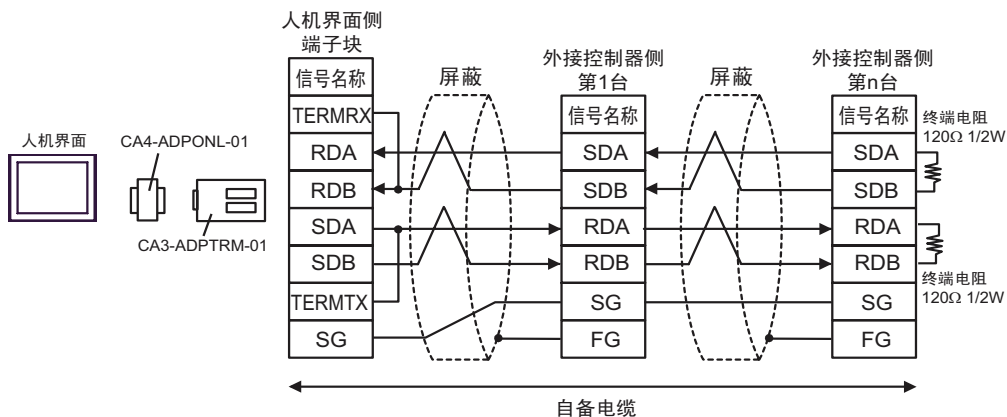 人机界面
CA4-ADPONL-01
CA3-ADPTRM-01
人机界面侧
端子块
信号名称
TERMRX
RDA
RDB
SDA
SDB
TERMTX
SG
屏蔽
外接控制器侧
第1台
信号名称
SDA
SDB
RDA
RDB
SG
FG
屏蔽
外接控制器侧
第n台
信号名称
SDA
SDB
RDA
RDB
SG
FG
终端电阻
120Ω 1/2W
终端电阻
120Ω 1/2W
自备电缆